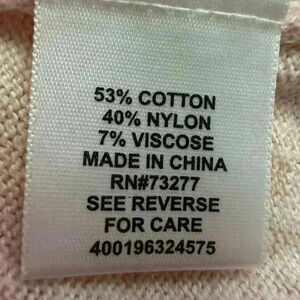 53% COTTON
40% NYLON
7% VISCOSE
MADE IN CHINA
RN#73277
SEE REVERSE
FOR CARE
400196324575